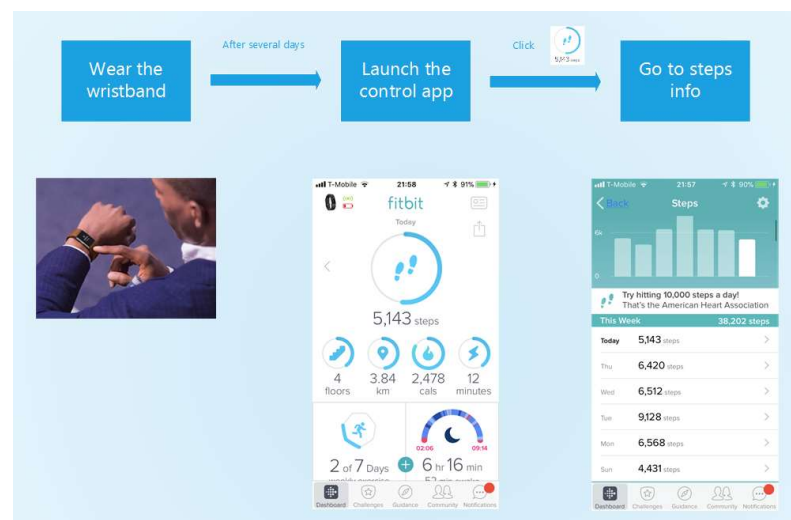 Wear the
wristband
After several days
Launch the
control app
Click
5,143
Go to steps
info
T-Mobile
21:58
91%
fitbit
Today
5,143 steps
4
floors
3.84
km
2,478
cals
12
minutes
02:06
09:14
2 of 7 Days
6 hr 16 min
Dashboard
Challenges
Guidance
Community
Notifications
T-Mobile
21:57
90%
Back
Steps
6k
0
Try hitting 10,000 steps a day!
That's the American Heart Association
This Week
38,202 steps
Today 5,143 steps
Thu 6,420 steps
Wed 6,512 steps
Tue 9,128 steps
Mon 6,568 steps
Sun 4,431 steps
Dashboard
Challenges
Guidance
Community
Notifications